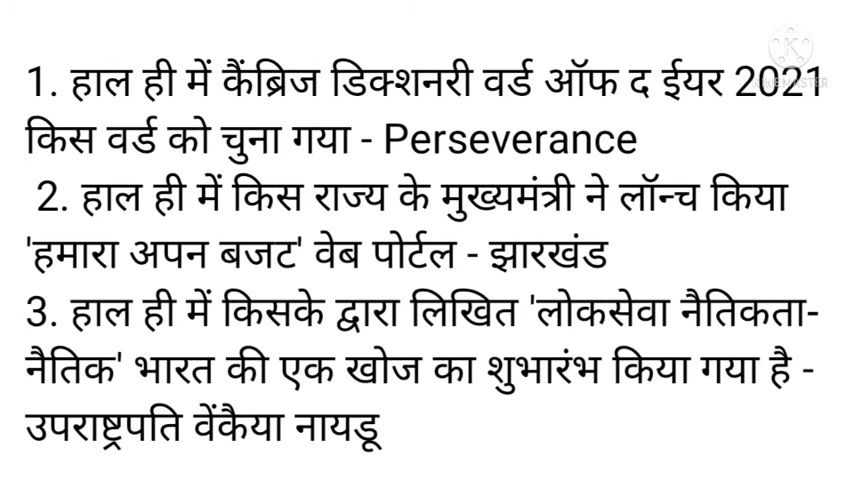 1. हाल ही में कैंब्रिज डिक्शनरी वर्ड ऑफ द ईयर 2021
किस वर्ड को चुना गया - Perseverance
2. हाल ही में किस राज्य के मुख्यमंत्री ने लॉन्च किया
'हमारा अपन बजट' वेब पोर्टल - झारखंड
3. हाल ही में किसके द्वारा लिखित 'लोकसेवा नैतिकता-
नैतिक' भारत की एक खोज का शुभारंभ किया गया है -
उपराष्ट्रपति वेंकैया नायडू